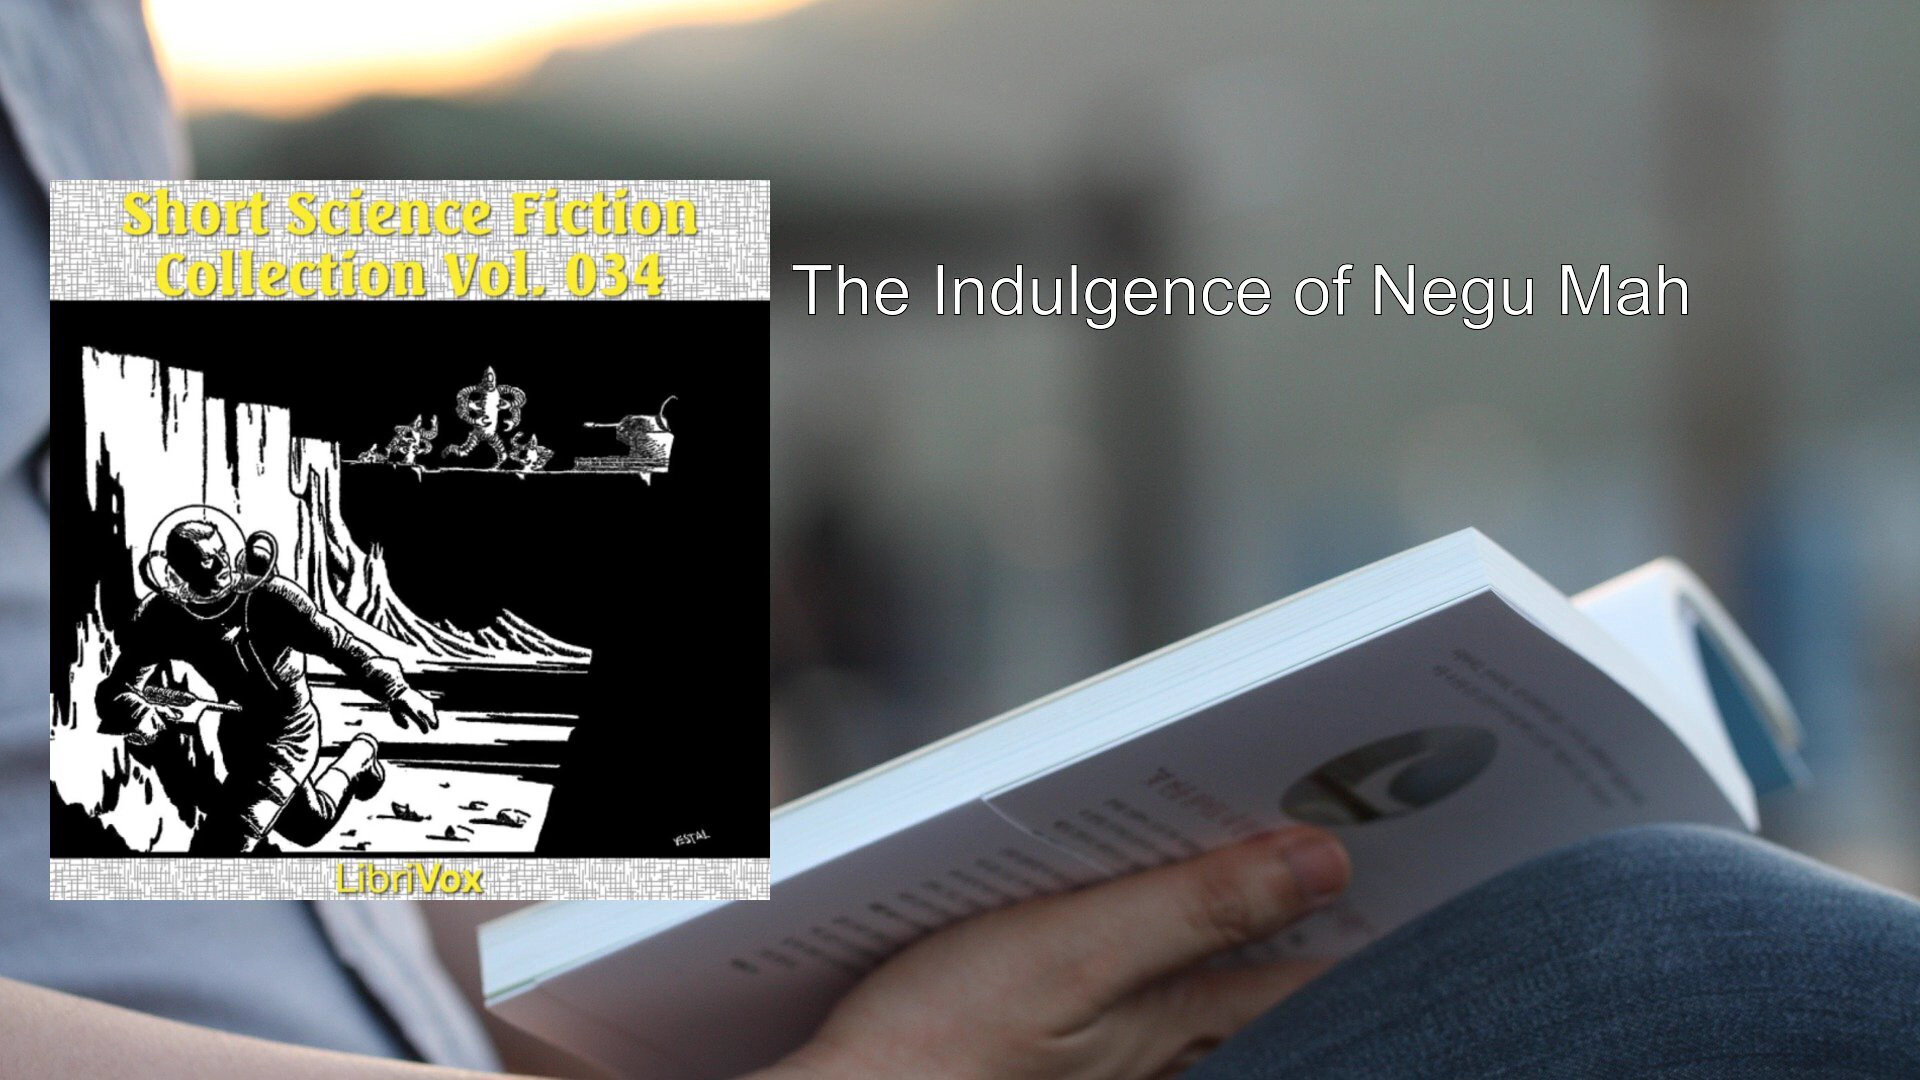 Short Science Fiction
Collection Vol. 034
The Indulgence of Negu Mah
VESTAL
LibriVox